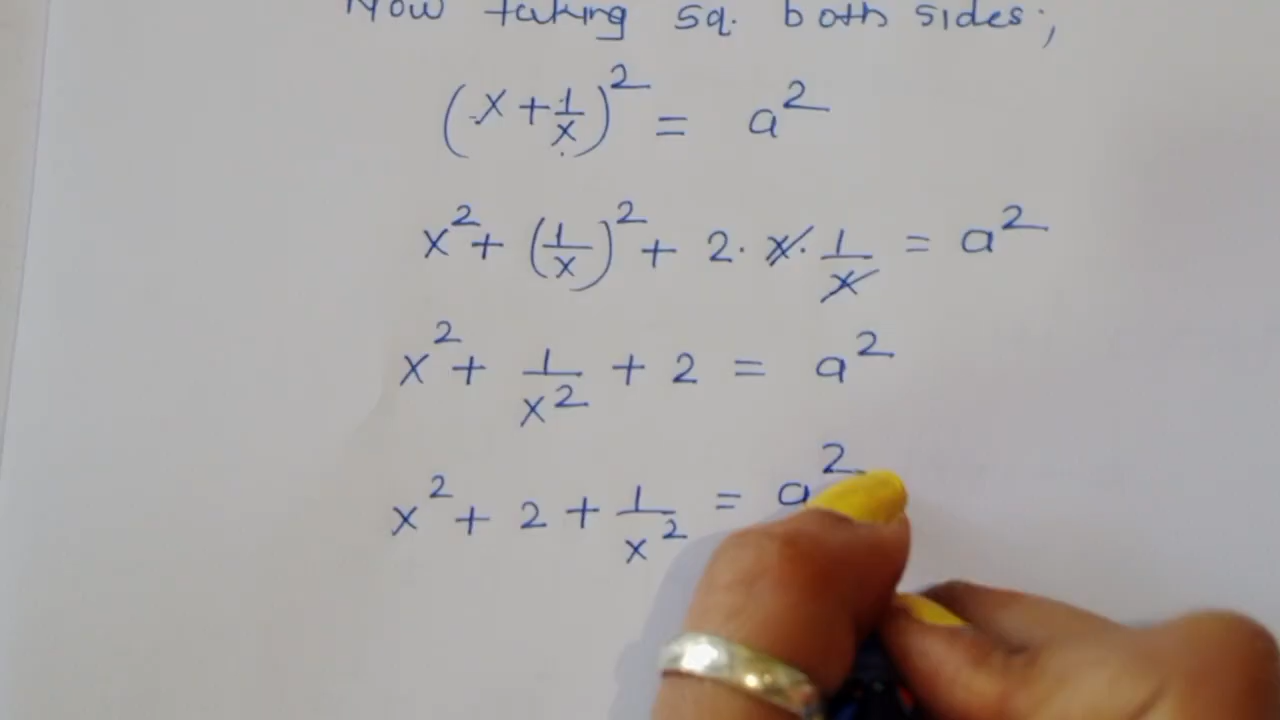 Now taking sq. both sides;
(x + 1/x)² = a²
x² + (1/x)² + 2 · x · 1/x = a²
x² + 1/x² + 2 = a²
x² + 2 + 1/x² = a²